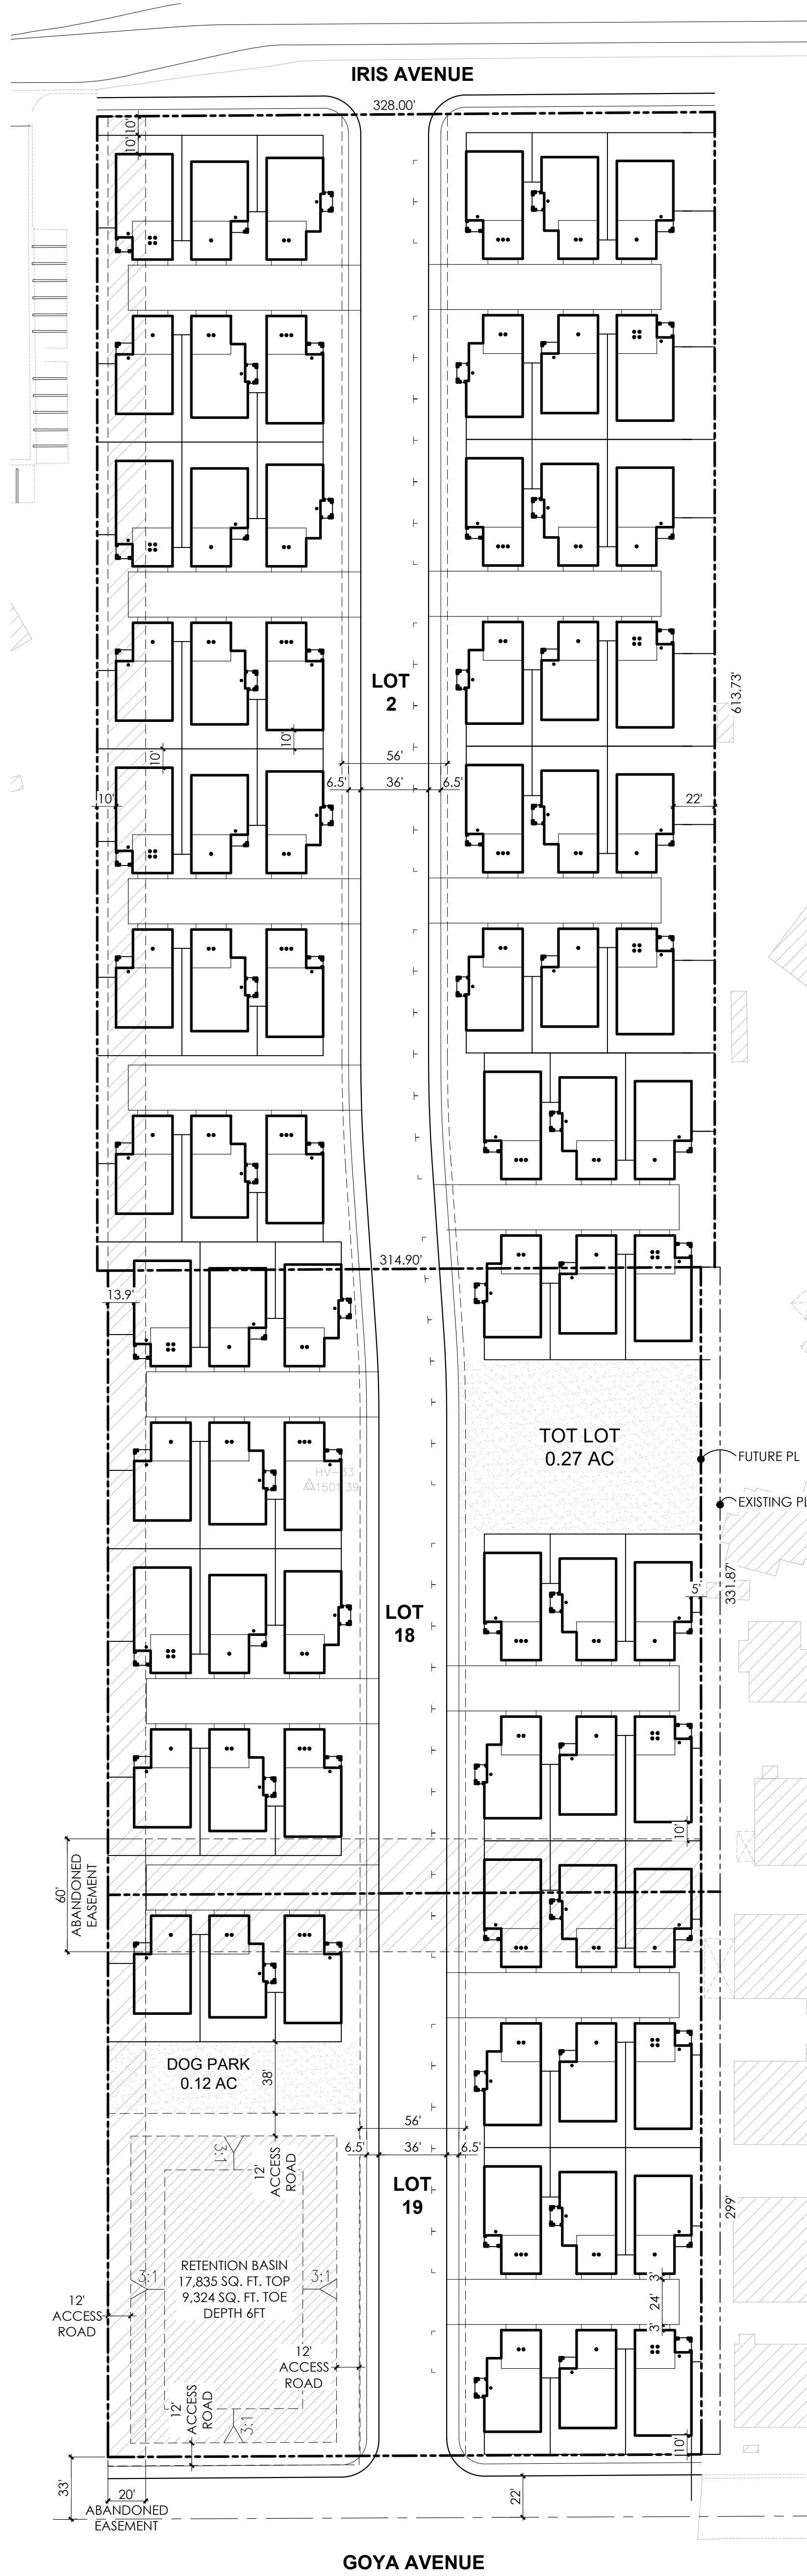 IRIS AVENUE
328.00'
10'
10'
LOT
2
613.73'
10'
10'
56'
6.5'
36'
6.5'
10'
22'
314.90'
13.9'
TOT LOT
0.27 AC
FUTURE PL
HV-33
1501.39
EXISTING PL
5'
331.87'
LOT
18
10'
60'
ABANDONED
EASEMENT
DOG PARK
0.12 AC
38'
56'
6.5'
36'
6.5'
3:1
12'
ACCESS
ROAD
LOT
19
299'
RETENTION BASIN
17,835 SQ. FT. TOP
9,324 SQ. FT. TOE
DEPTH 6FT
3:1
3:1
3'
24'
3'
12'
ACCESS
ROAD
12'
ACCESS
ROAD
12'
ACCESS
ROAD
3:1
10'
33'
20'
ABANDONED
EASEMENT
22'
GOYA AVENUE